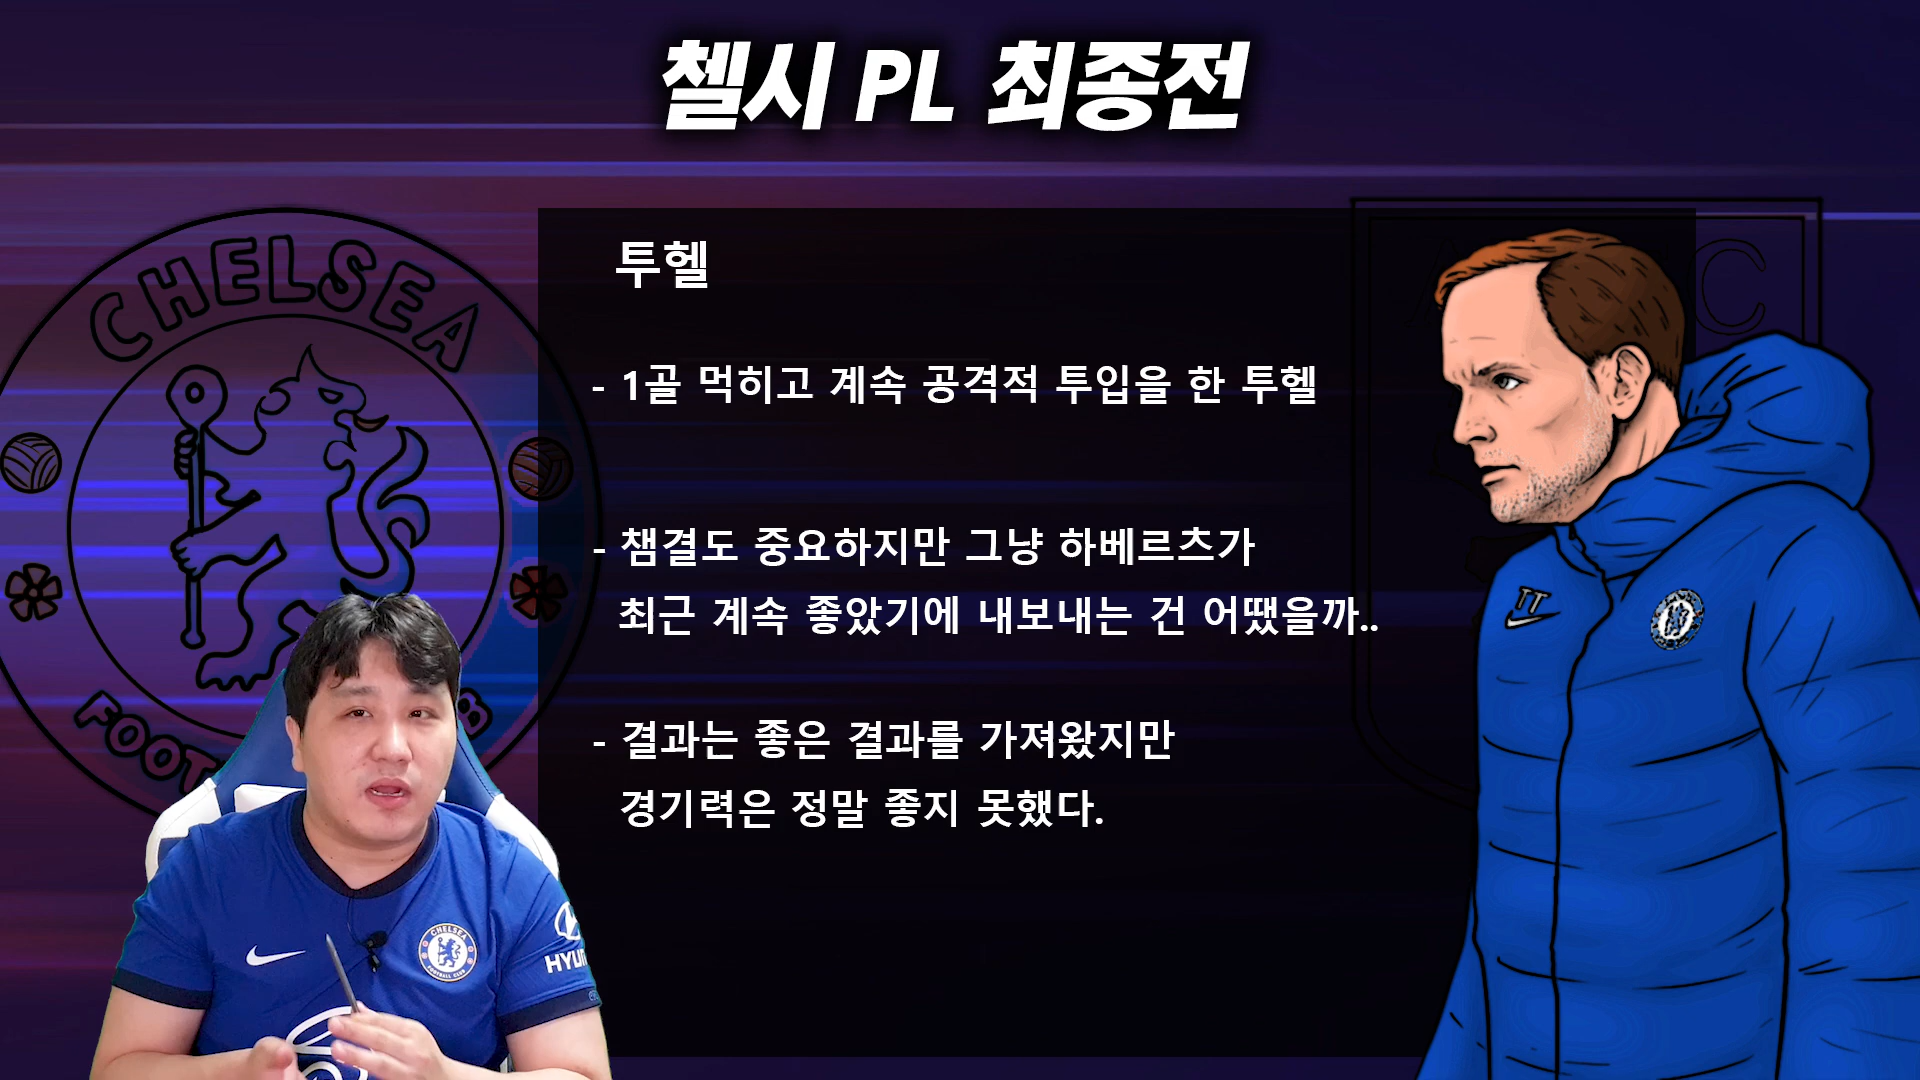 첼시 PL 최종전
투헬
- 1골 먹히고 계속 공격적 투입을 한 투헬
- 챔결도 중요하지만 그냥 하베르츠가
최근 계속 좋았기에 내보내는 건 어땠을까..
- 결과는 좋은 결과를 가져왔지만
경기력은 정말 좋지 못했다.
CHELSEA
FOOT
TT
CHELSEA
FOOTBALL CLUB